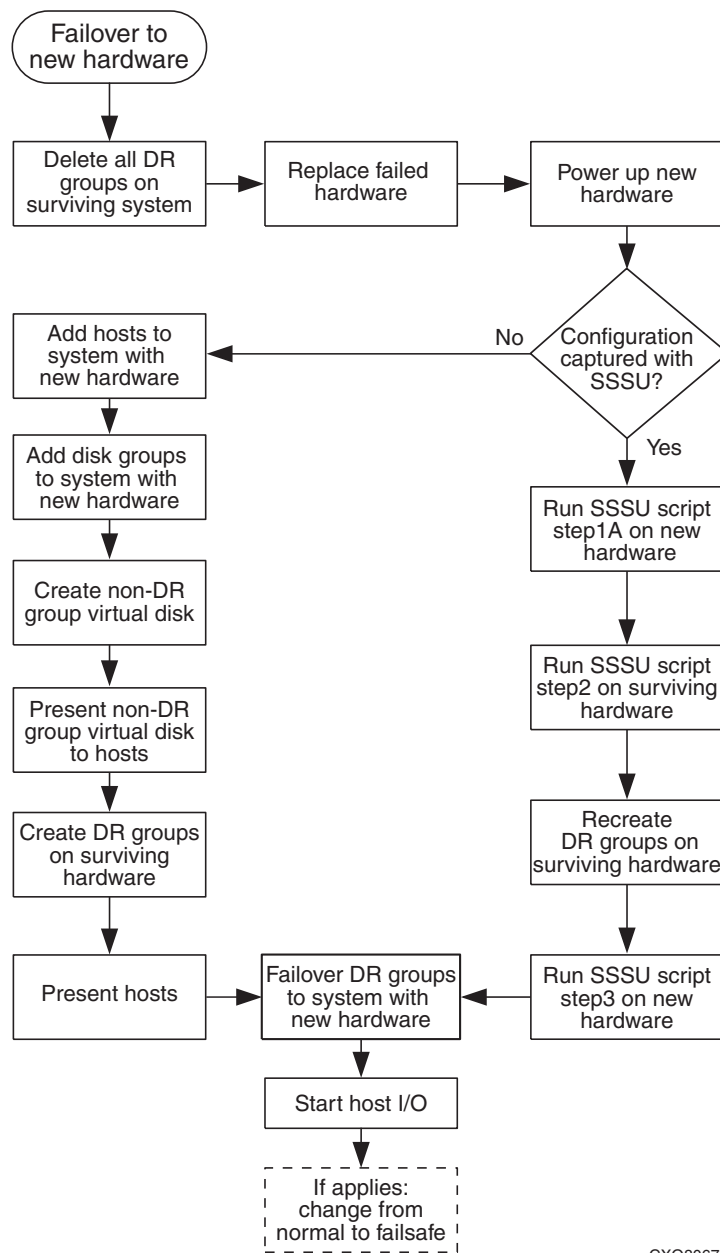 Failover to
new hardware
Delete all DR
groups on
surviving system
Replace failed
hardware
Power up new
hardware
Configuration
captured with
SSSU?
No
Yes
Add hosts to
system with
new hardware
Add disk groups
to system with
new hardware
Create non-DR
group virtual disk
Present non-DR
group virtual disk
to hosts
Create DR groups
on surviving
hardware
Present hosts
Run SSSU script
step1A on new
hardware
Run SSSU script
step2 on surviving
hardware
Recreate
DR groups on
surviving hardware
Run SSSU script
step3 on new
hardware
Failover DR groups
to system with
new hardware
Start host I/O
If applies:
change from
normal to failsafe